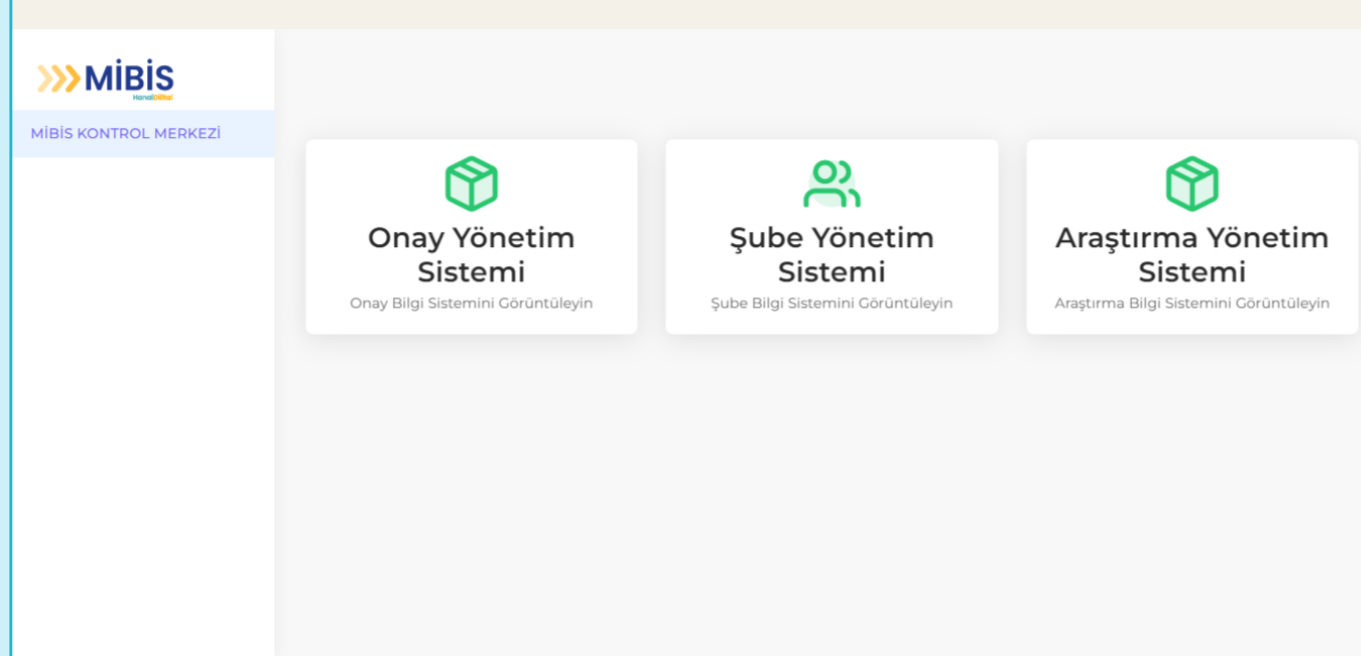 MİBİS
MİBİS KONTROL MERKEZİ
Onay Yönetim
Sistemi
Onay Bilgi Sistemini Görüntüleyin
Şube Yönetim
Sistemi
Şube Bilgi Sistemini Görüntüleyin
Araştırma Yönetim
Sistemi
Araştırma Bilgi Sistemini Görüntüleyin